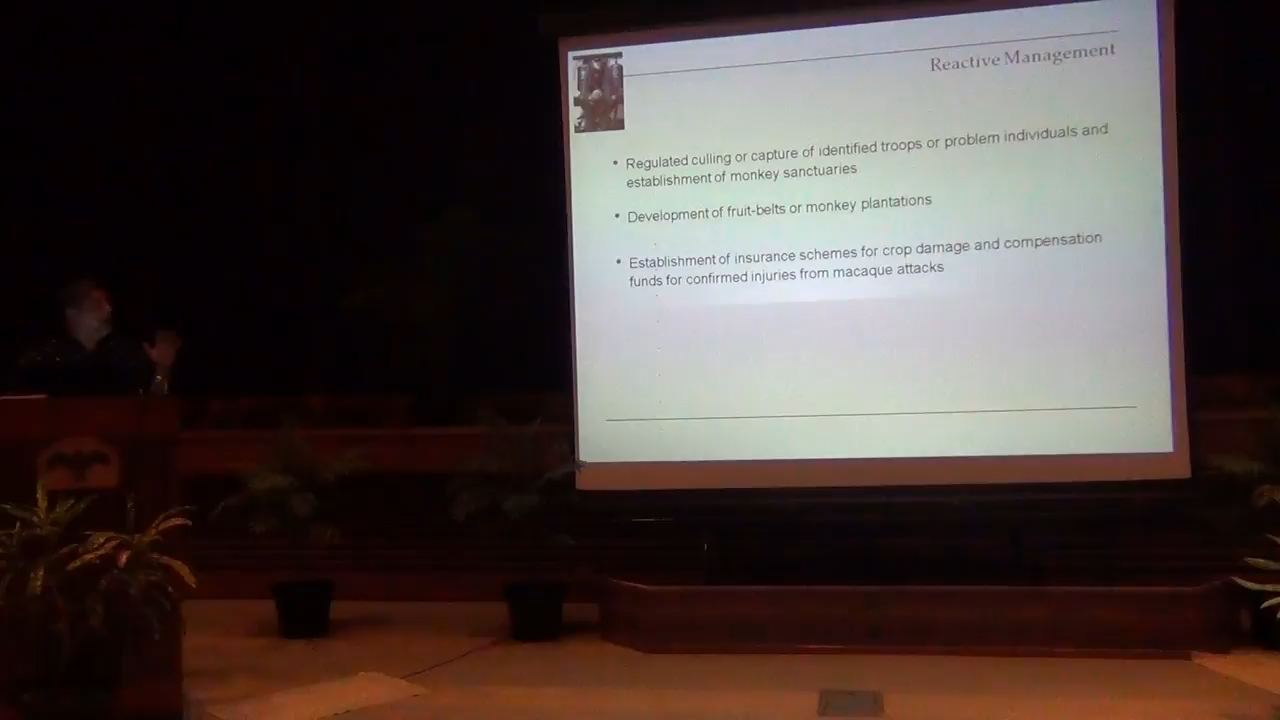 Reactive Management
• Regulated culling or capture of identified troops or problem individuals and
establishment of monkey sanctuaries
• Development of fruit-belts or monkey plantations
• Establishment of insurance schemes for crop damage and compensation
funds for confirmed injuries from macaque attacks